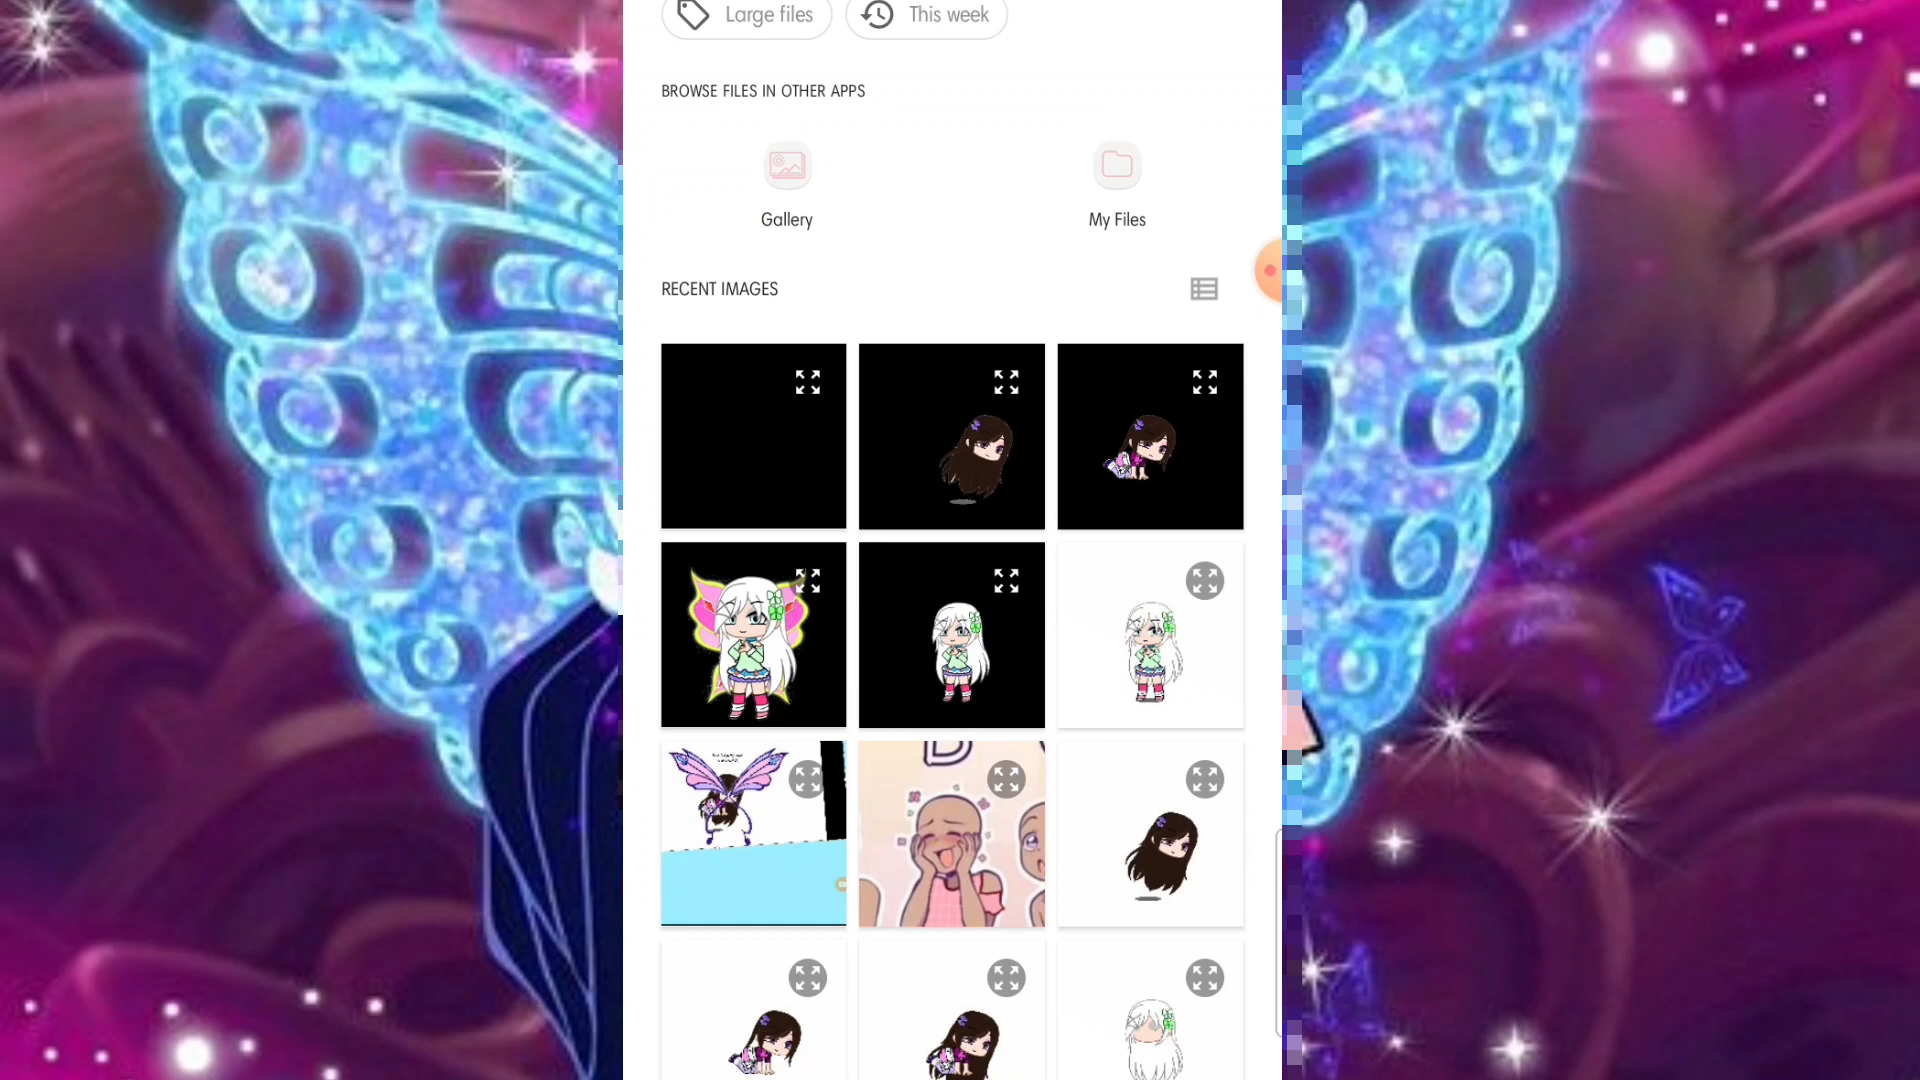 Large files
This week
BROWSE FILES IN OTHER APPS
Gallery
My Files
RECENT IMAGES